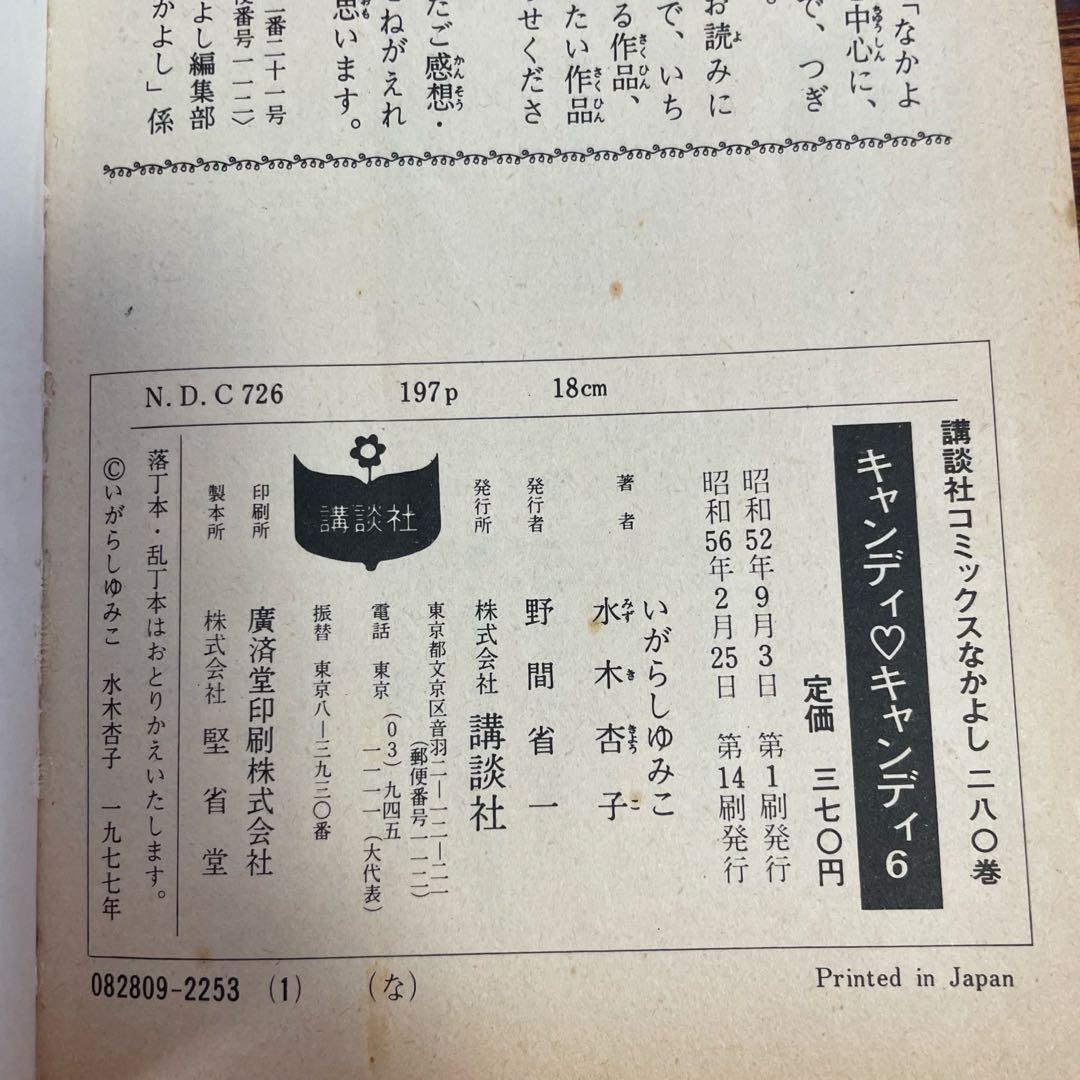 「なかよ
中心に、
で、つぎ
。
お読みに
で、いち
る作品、
たい作品
せくださ
たご感想・
ねがえれ
思います。
二番二十一号
便番号一一二〉
よし編集部
かよし」係
N.D.C 726 197p 18cm
講談社コミックスなかよし 二八〇巻
キャンディ♡キャンディ6
定価 三七〇円
昭和52年9月3日 第1刷発行
昭和56年2月25日 第14刷発行
著者 いがらしゆみこ
水木杏子
発行者 野間省一
発行所 株式会社 講談社
東京都文京区音羽二―一二―二一
(郵便番号一一二)
電話 東京 (03)九四五
一一一一(大代表)
振替 東京八―三九三〇番
講談社
印刷所 廣済堂印刷株式会社
製本所 株式会社 堅省堂
落丁本・乱丁本はおとりかえいたします。
©いがらしゆみこ 水木杏子 一九七七年
082809-2253 (1) (な)
Printed in Japan